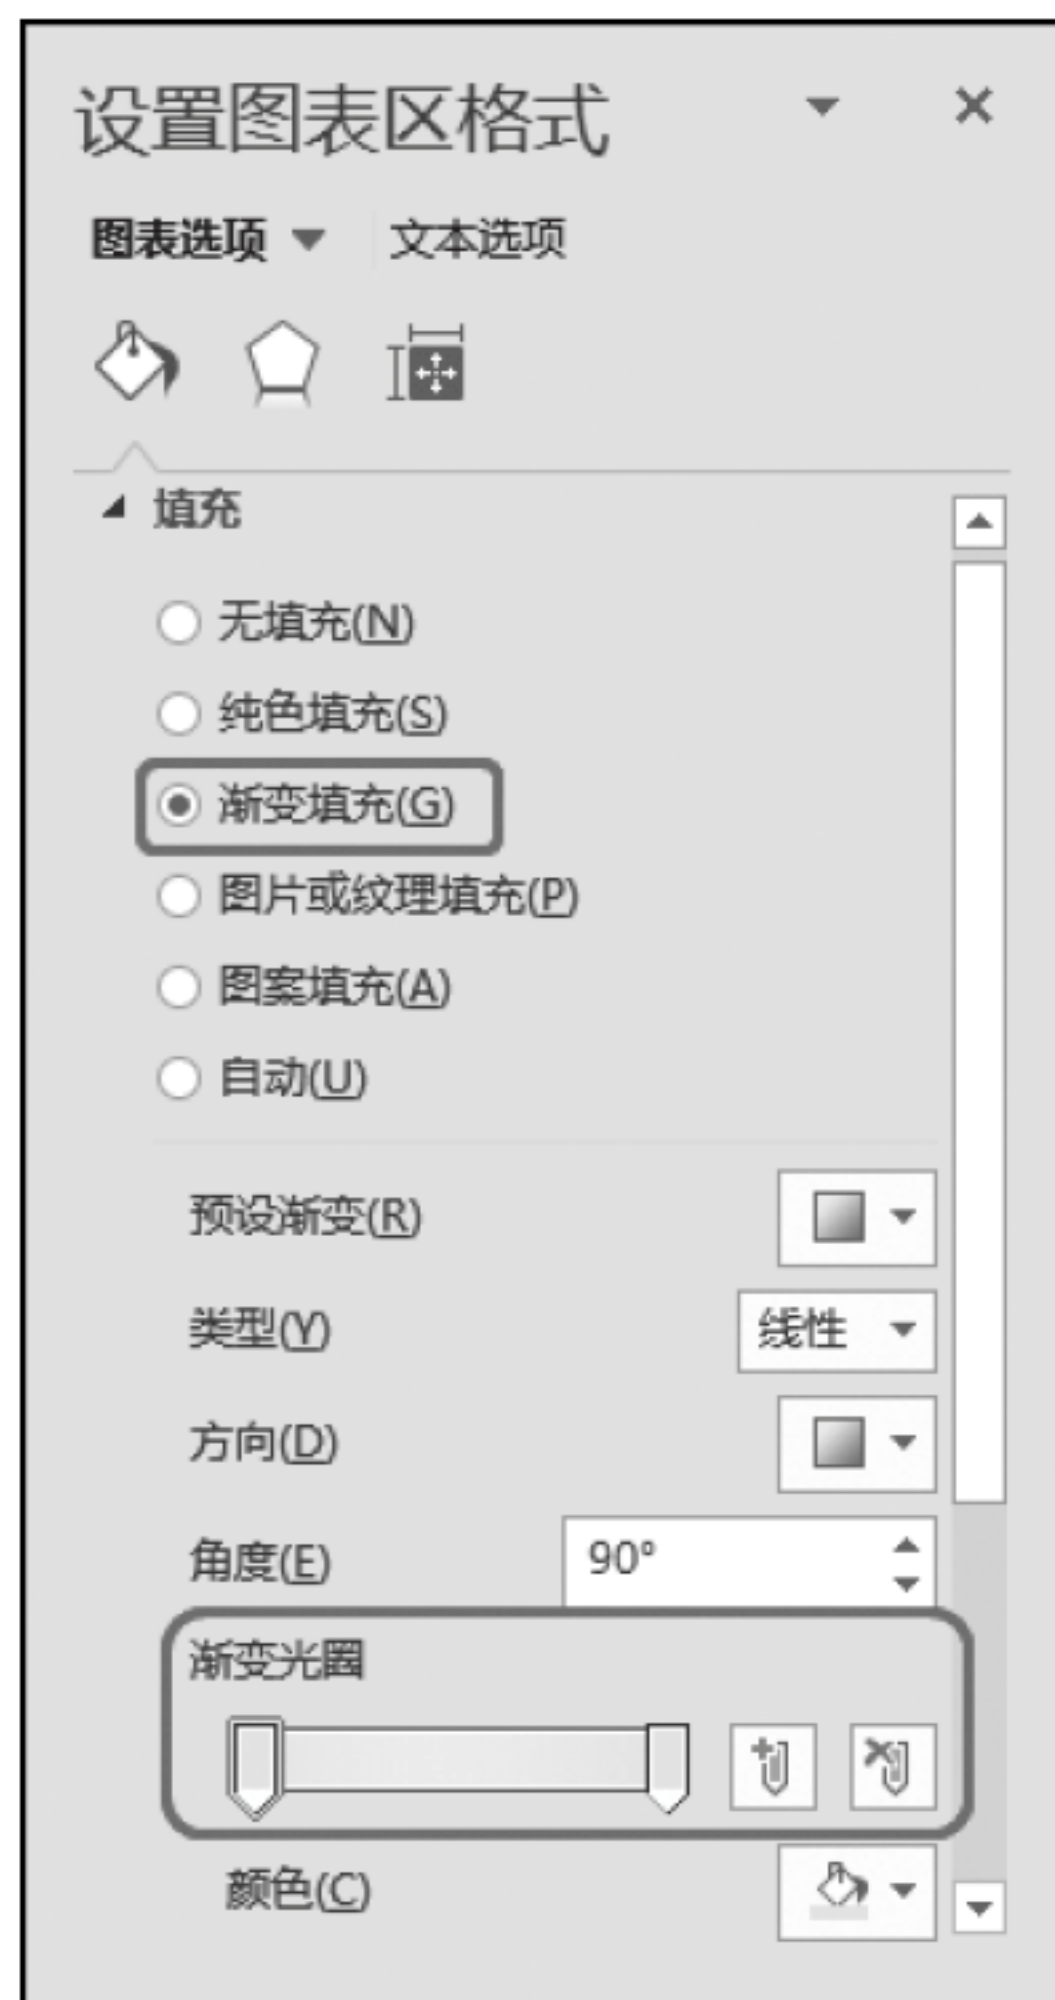 设置图表区格式
图表选项 文本选项
填充
无填充(N)
纯色填充(S)
渐变填充(G)
图片或纹理填充(P)
图案填充(A)
自动(U)
预设渐变(R)
类型(Y) 线性
方向(D)
角度(E) 90°
渐变光圈
颜色(C)